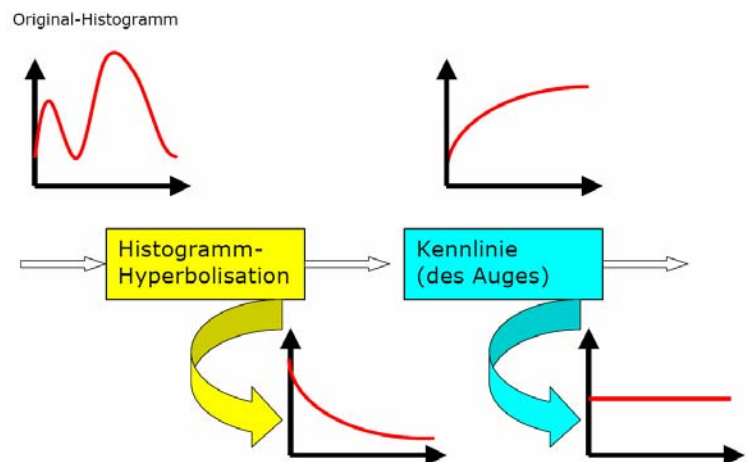 Original-Histogramm
Histogramm-
Hyperbolisation
Kennlinie
(des Auges)